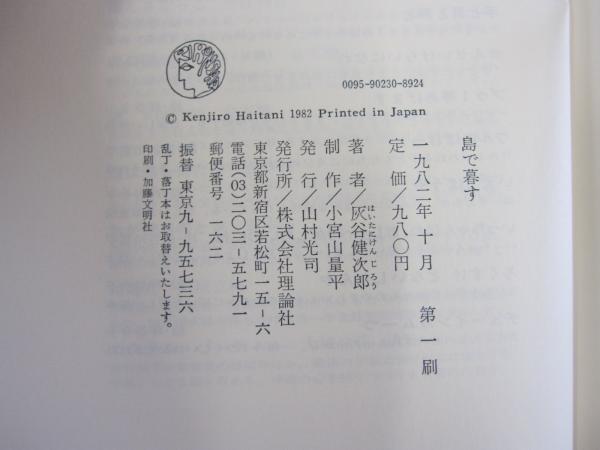 0095-90230-8924
© Kenjiro Haitani 1982 Printed in Japan
島で暮す
一九八二年十月　第一刷
定価／九八〇円
著者／灰谷健次郎
はいたにけんじろう
制作／小宮山量平
発行／山村光司
発行所／株式会社理論社
東京都新宿区若松町一五－六
電話(03)二〇三－五七九一
郵便番号　一六二
振替　東京九－九五七三六
乱丁・落丁本はお取替えいたします。
印刷・加藤文明社